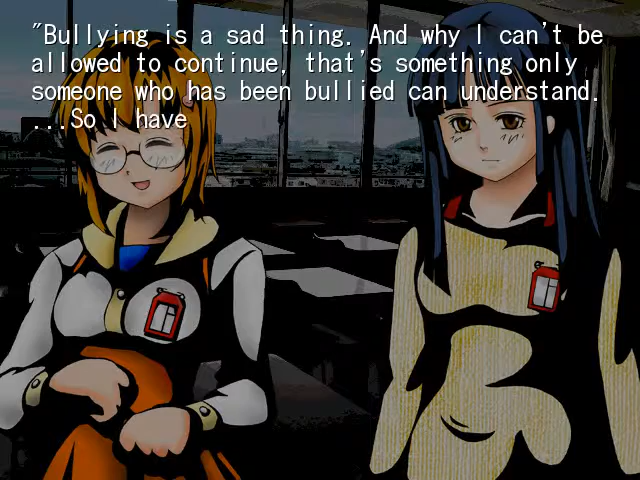 "Bullying is a sad thing. And why I can't be
allowed to continue, that's something only
someone who has been bullied can understand.
...So I have